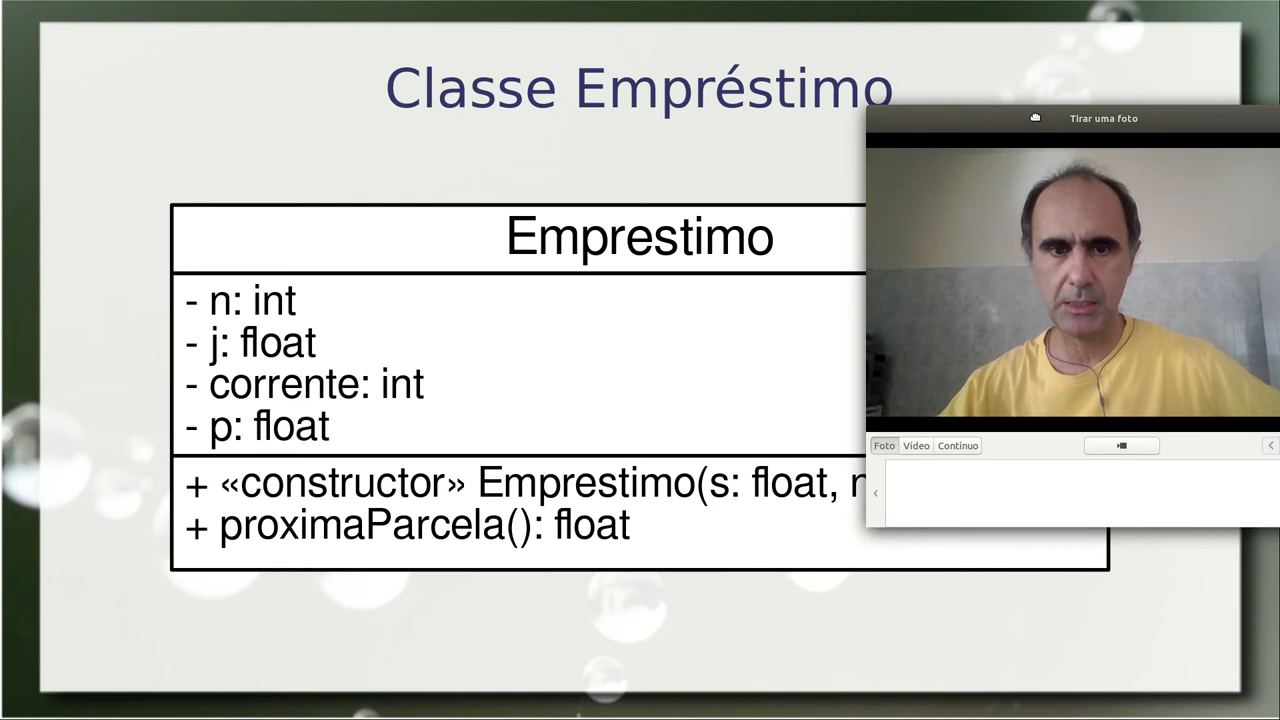 Classe Empréstimo
Tirar uma foto
Emprestimo
- n: int
- j: float
- corrente: int
- p: float
+ «constructor» Emprestimo(s: float,
+ proximaParcela(): float
Foto Vídeo Contínuo